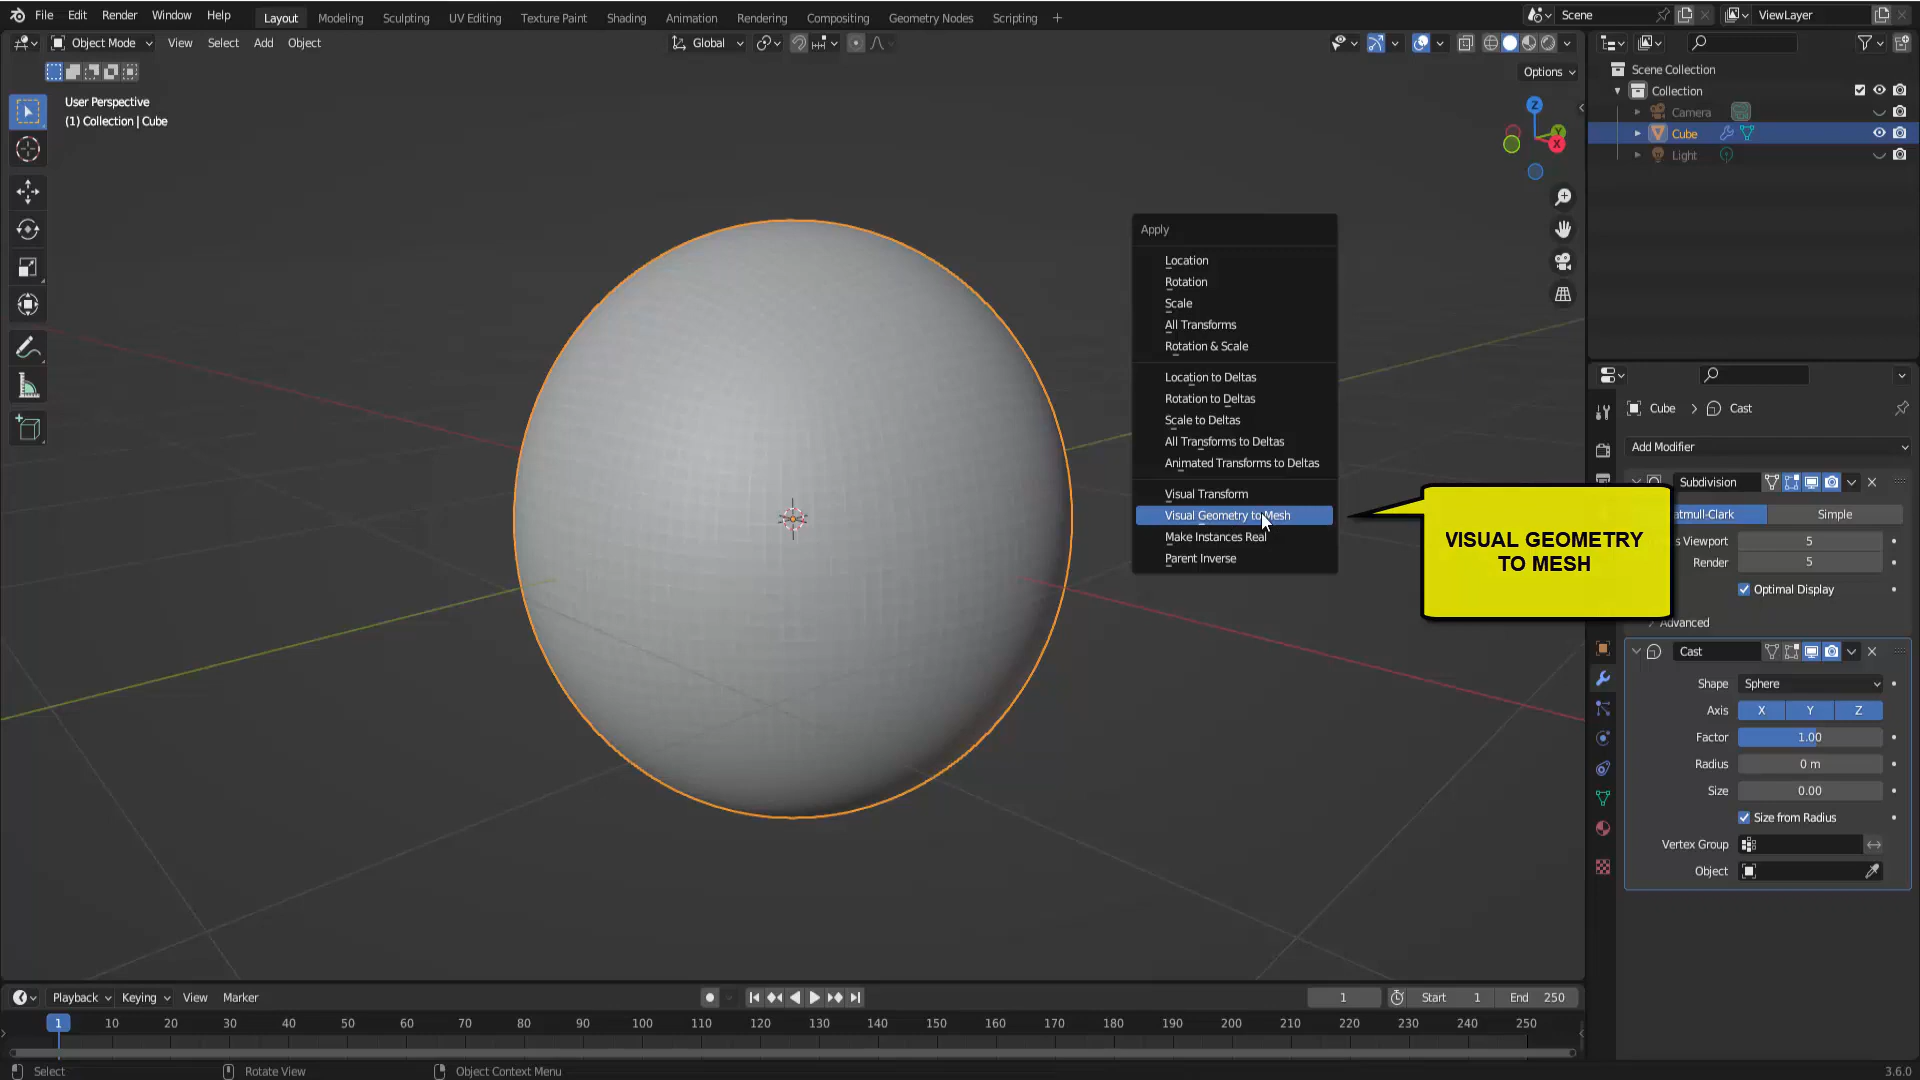 File Edit Render Window Help
Layout Modeling Sculpting UV Editing Texture Paint Shading Animation Rendering Compositing Geometry Nodes Scripting +
Scene
ViewLayer
Object Mode View Select Add Object
Global
Options
User Perspective
(1) Collection | Cube
Z
Y
X
Scene Collection
Collection
Camera
Cube
Light
Apply
Location
Rotation
Scale
All Transforms
Rotation & Scale
Location to Deltas
Rotation to Deltas
Scale to Deltas
All Transforms to Deltas
Animated Transforms to Deltas
Visual Transform
Visual Geometry to Mesh
Make Instances Real
Parent Inverse
VISUAL GEOMETRY
TO MESH
Cube > Cast
Add Modifier
Subdivision
atmull-Clark Simple
s Viewport 5
Render 5
Optimal Display
Advanced
Cast
Shape Sphere
Axis X Y Z
Factor 1.00
Radius 0 m
Size 0.00
Size from Radius
Vertex Group
Object
Playback Keying View Marker
1 Start 1 End 250
1 10 20 30 40 50 60 70 80 90 100 110 120 130 140 150 160 170 180 190 200 210 220 230 240 250
Select Rotate View Object Context Menu
3.6.0